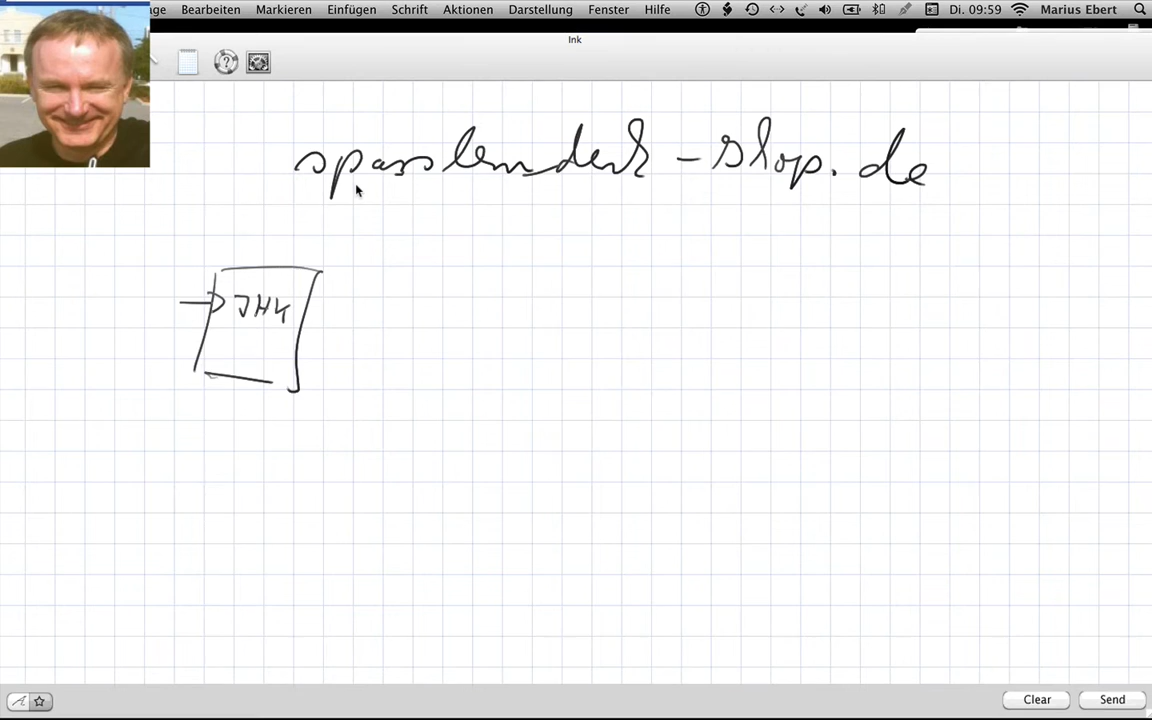 ge Bearbeiten Markieren Einfügen Schrift Aktionen Darstellung Fenster Hilfe Di. 09:59 Marius Ebert
Ink
?
spasslerndenk-shop.de
JHK
Clear Send